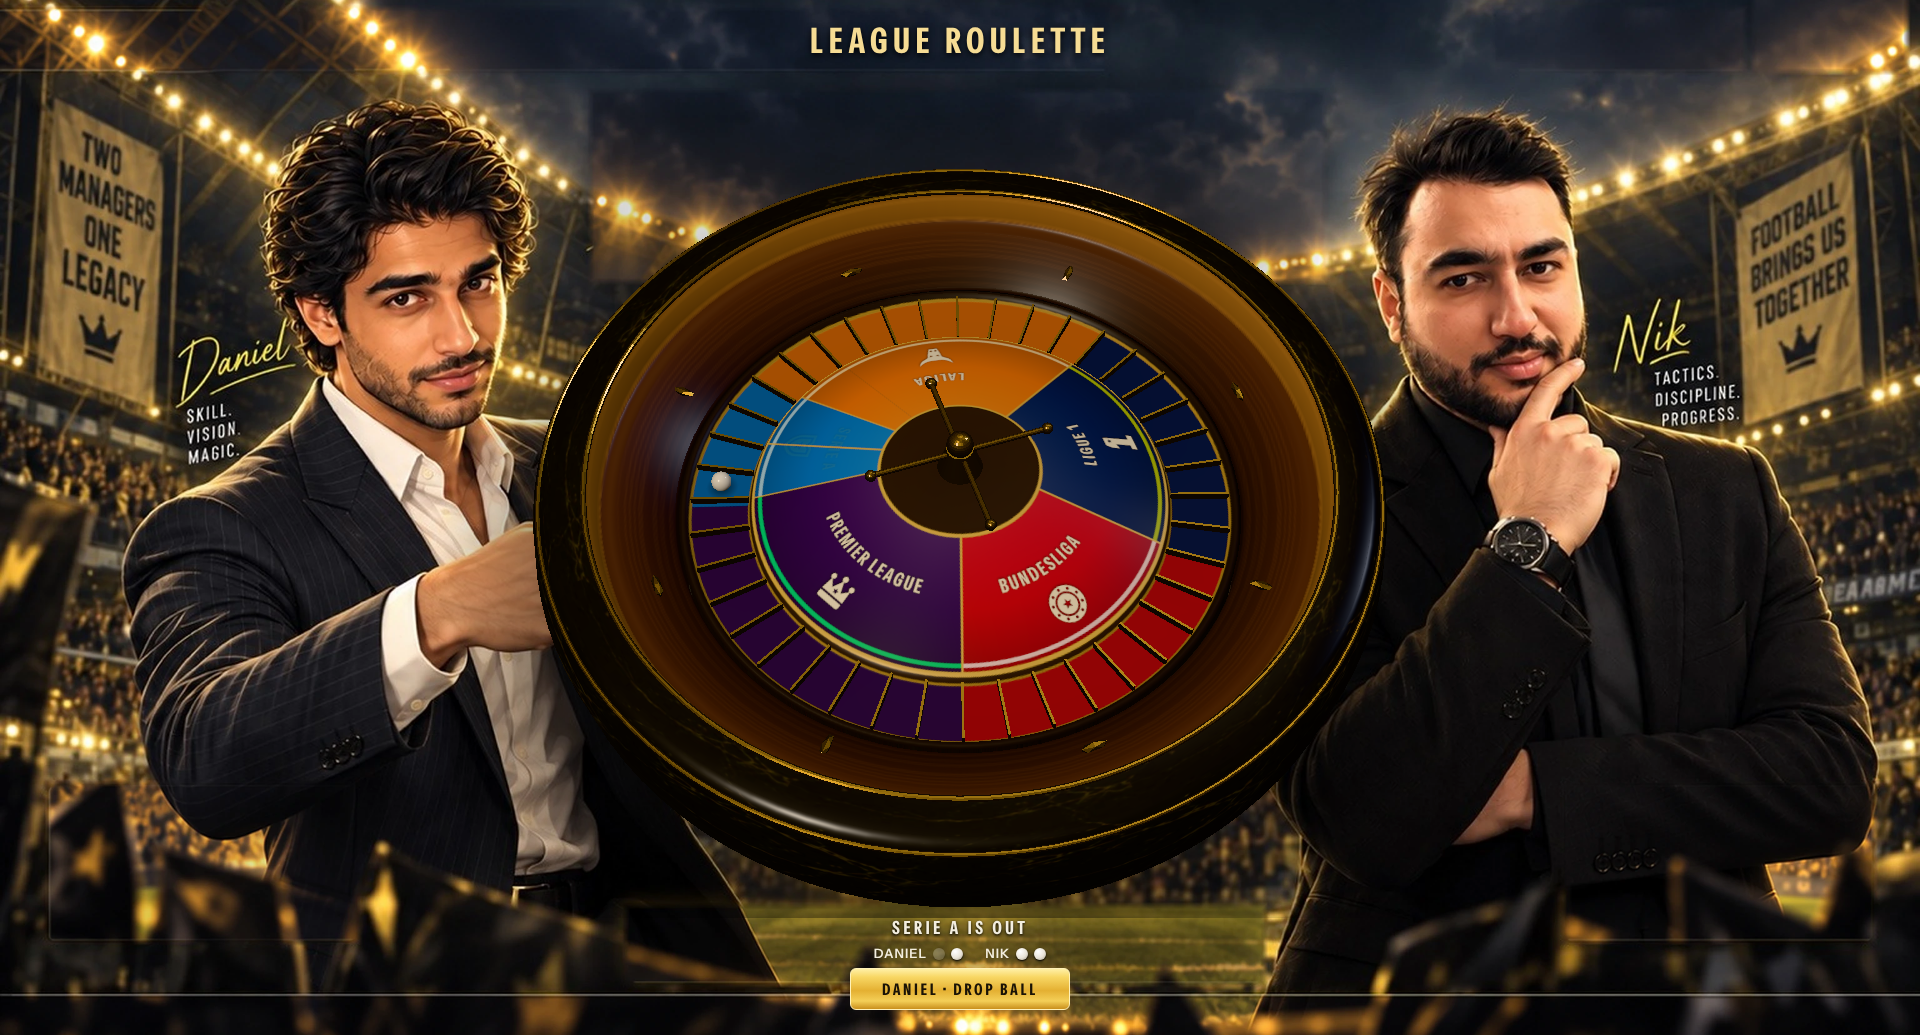 LEAGUE ROULETTE
TWO
MANAGERS
ONE
LEGACY
Daniel
SKILL.
VISION.
MAGIC.
FOOTBALL
BRINGS US
TOGETHER
Nik
TACTICS.
DISCIPLINE.
PROGRESS.
LALIGA
LIGUE 1
PREMIER LEAGUE
BUNDESLIGA
SERIE A IS OUT
DANIEL
NIK
DANIEL · DROP BALL